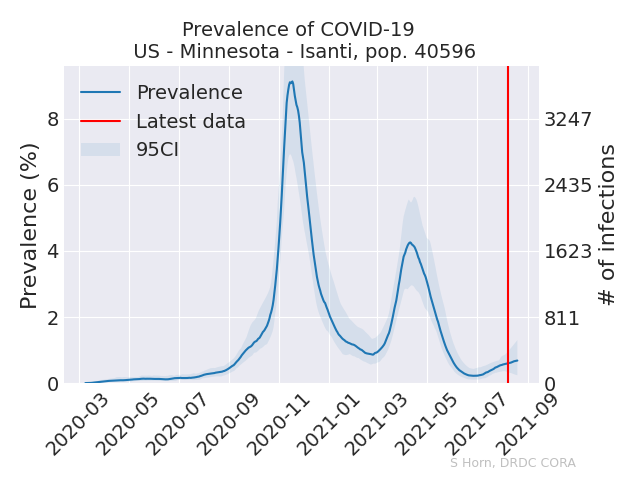 Prevalence of COVID-19
US - Minnesota - Isanti, pop. 40596
Prevalence
Latest data
95CI
Prevalence (%)
8
6
4
2
0
# of infections
3247
2435
1623
811
0
2020-03
2020-05
2020-07
2020-09
2020-11
2021-01
2021-03
2021-05
2021-07
2021-09
S Horn, DRDC CORA